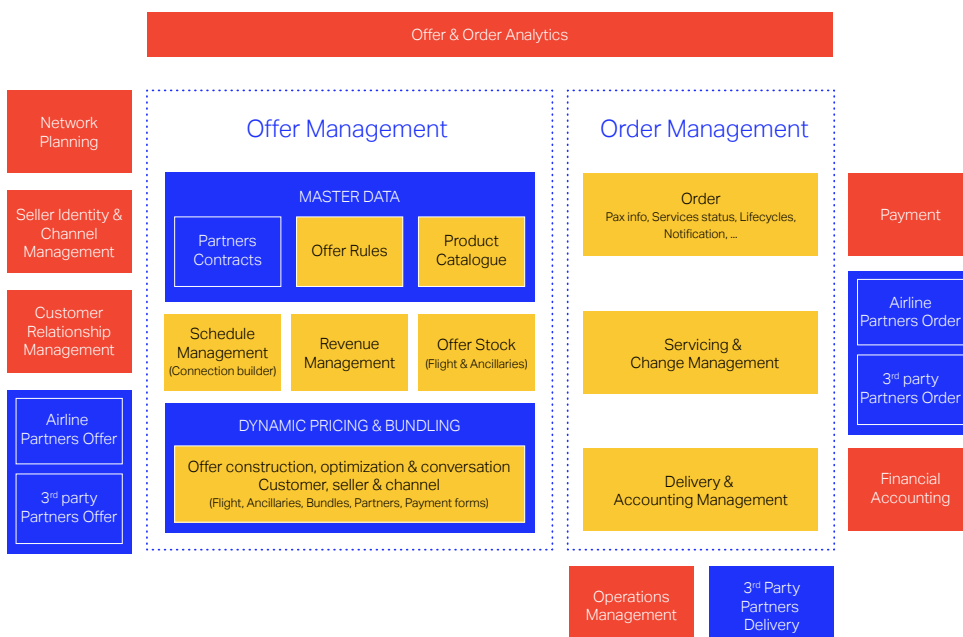 Offer & Order Analytics
Network
Planning
Seller Identity &
Channel
Management
Customer
Relationship
Management
Airline
Partners Offer
3rd party
Partners Offer
Offer Management
MASTER DATA
Partners
Contracts
Offer Rules
Product
Catalogue
Schedule
Management
(Connection builder)
Revenue
Management
Offer Stock
(Flight & Ancillaries)
DYNAMIC PRICING & BUNDLING
Offer construction, optimization & conversation
Customer, seller & channel
(Flight, Ancillaries, Bundles, Partners, Payment forms)
Order Management
Order
Pax info, Services status, Lifecycles,
Notification, ...
Servicing &
Change Management
Delivery &
Accounting Management
Payment
Airline
Partners Order
3rd party
Partners Order
Financial
Accounting
Operations
Management
3rd Party
Partners
Delivery